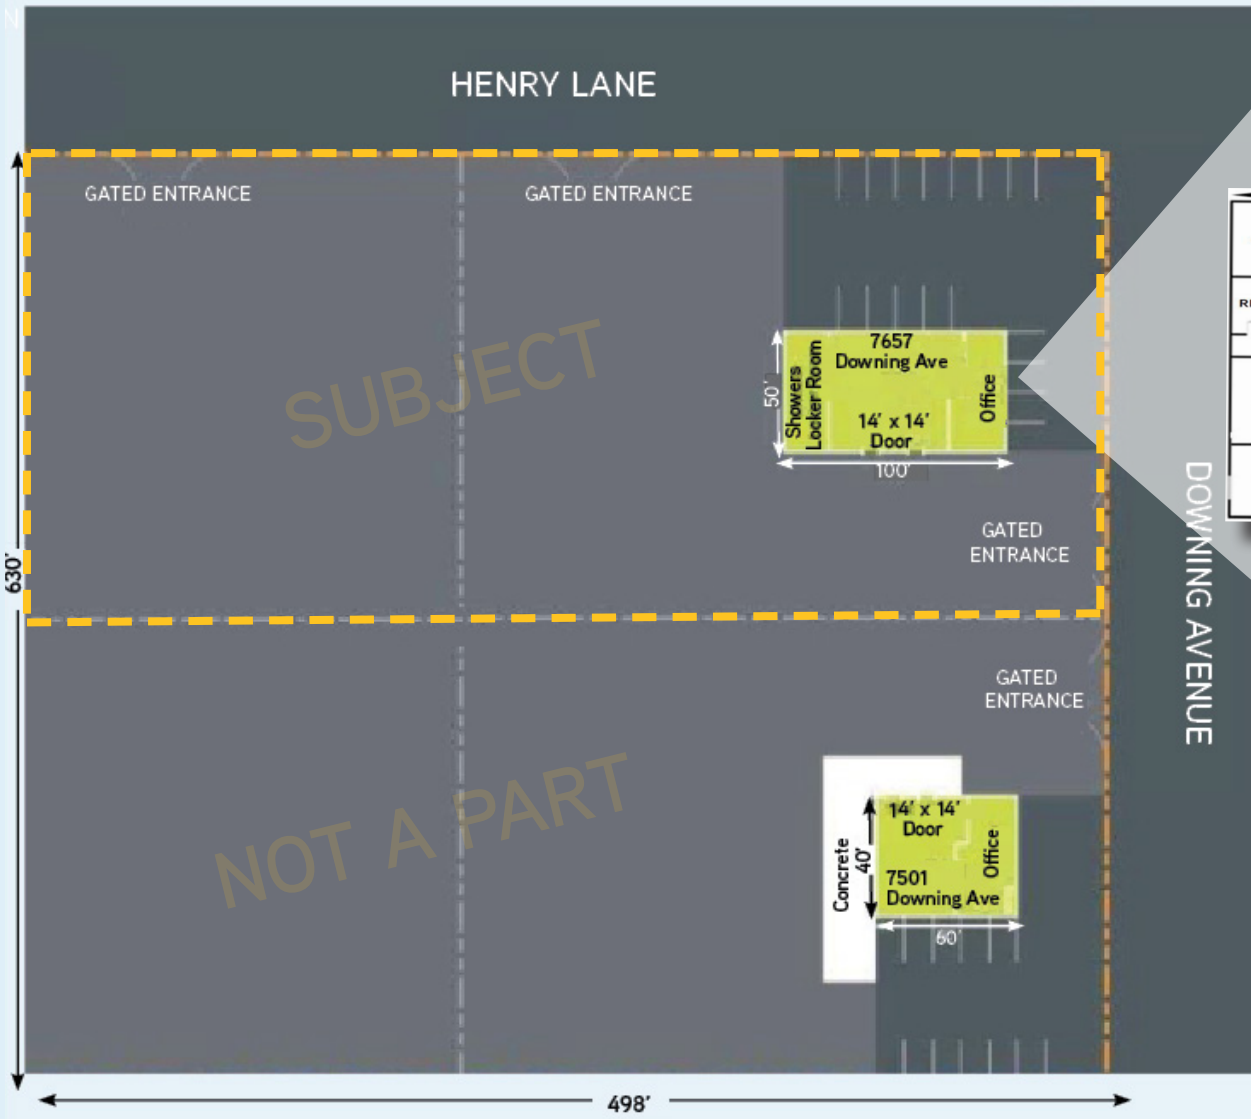 N
HENRY LANE
GATED ENTRANCE
GATED ENTRANCE
SUBJECT
7657
Downing Ave
Showers
Locker Room
Office
14' x 14'
Door
50'
100'
GATED
ENTRANCE
630'
DOWNING AVENUE
GATED
ENTRANCE
NOT A PART
14' x 14'
Door
Office
Concrete
40'
7501
Downing Ave
60'
498'